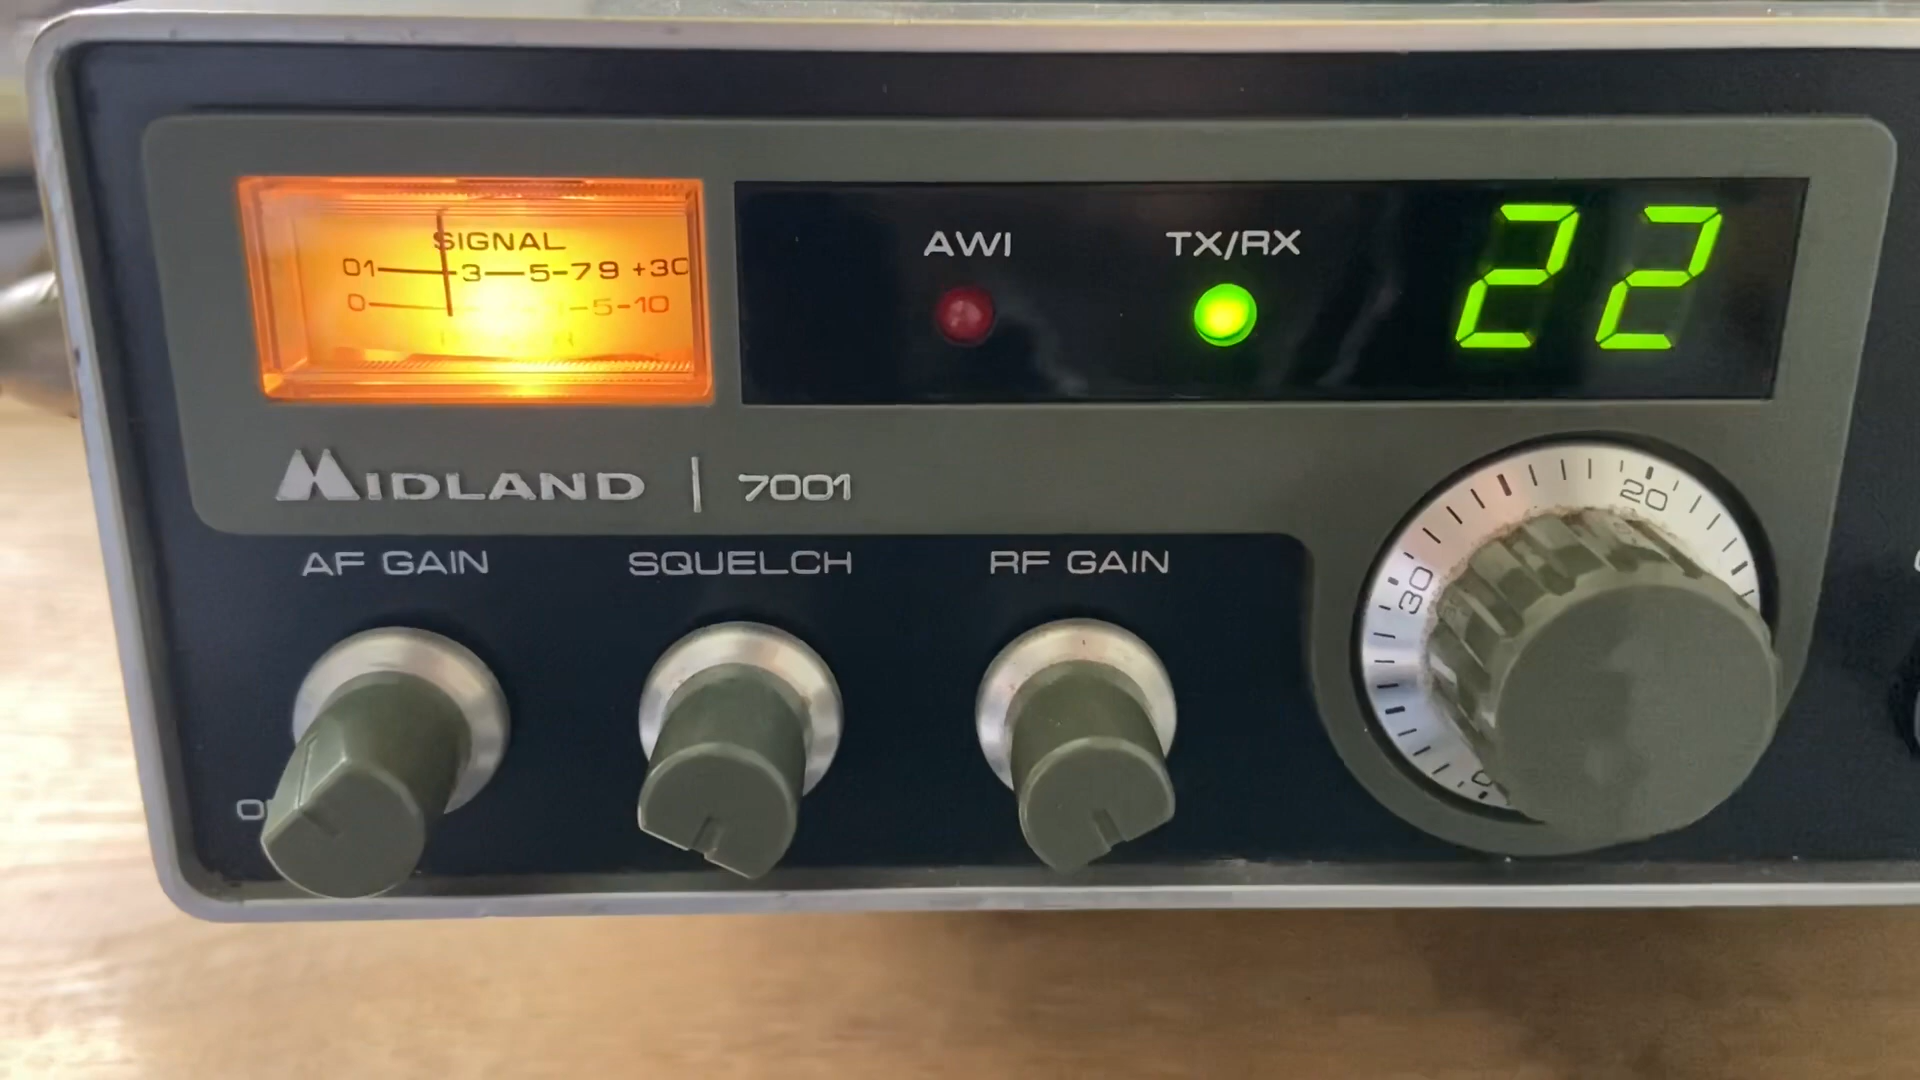 SIGNAL
01 3 5-7 9 +30
0 5-10
AWI
TX/RX
22
MIDLAND | 7001
AF GAIN
SQUELCH
RF GAIN
20
30